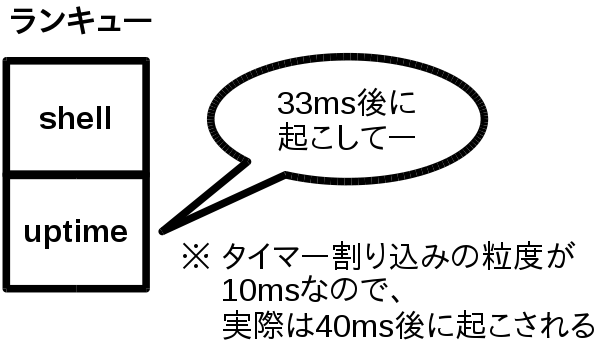 ランキュー
shell
uptime
33ms後に
起こしてー
※ タイマー割り込みの粒度が
10msなので、
実際は40ms後に起こされる